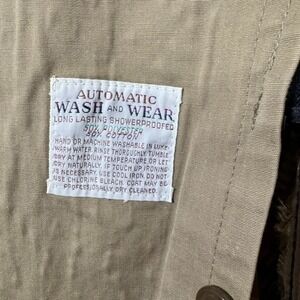 AUTOMATIC
WASH AND WEAR
LONG LASTING SHOWERPROOFED
50% POLYESTER
50% COTTON
HAND OR MACHINE WASHABLE IN LUKE-
WARM WATER. RINSE THOROUGHLY. TUMBLE
DRY AT MEDIUM TEMPERATURE OR LET
DRY NATURALLY. IF TOUCH UP IRONING
IS NECESSARY, USE COOL IRON. DO NOT
USE CHLORINE BLEACH. COAT MAY BE
PROFESSIONALLY DRY CLEANED.